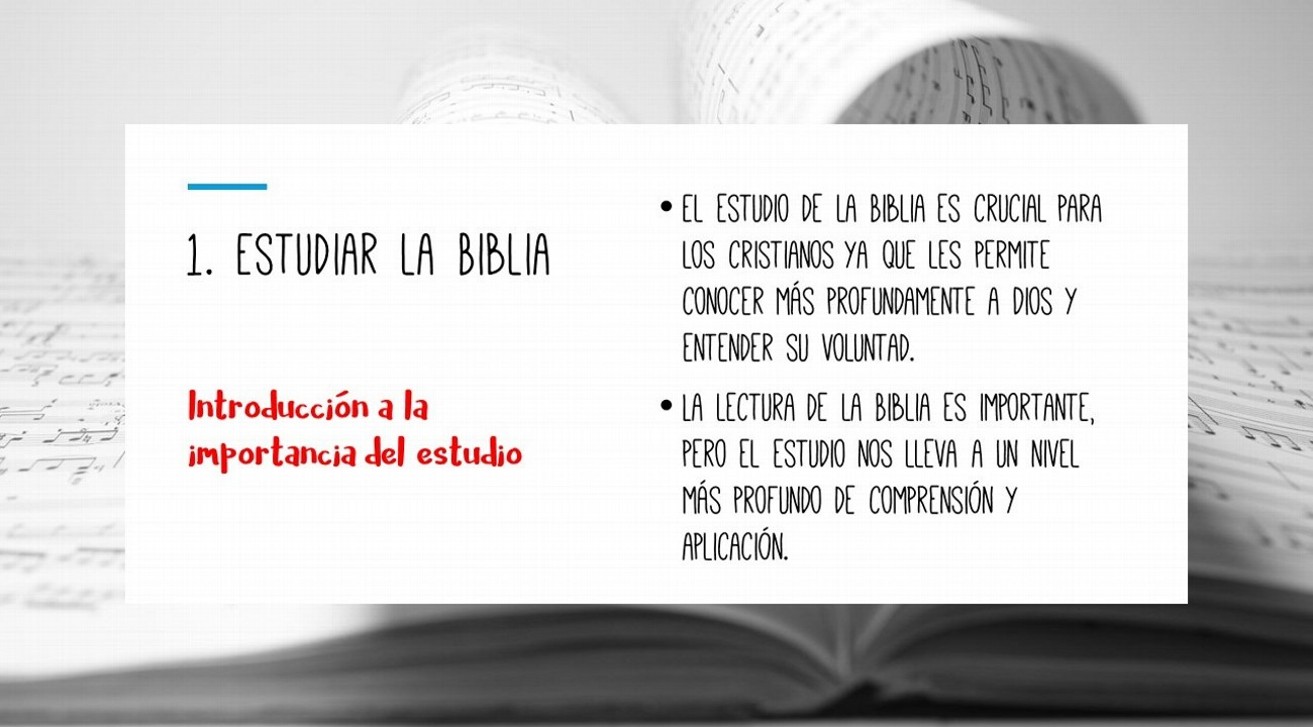 1. ESTUDIAR LA BIBLIA
Introducción a la
importancia del estudio
• EL ESTUDIO DE LA BIBLIA ES CRUCIAL PARA
LOS CRISTIANOS YA QUE LES PERMITE
CONOCER MÁS PROFUNDAMENTE A DIOS Y
ENTENDER SU VOLUNTAD.
• LA LECTURA DE LA BIBLIA ES IMPORTANTE,
PERO EL ESTUDIO NOS LLEVA A UN NIVEL
MÁS PROFUNDO DE COMPRENSIÓN Y
APLICACIÓN.